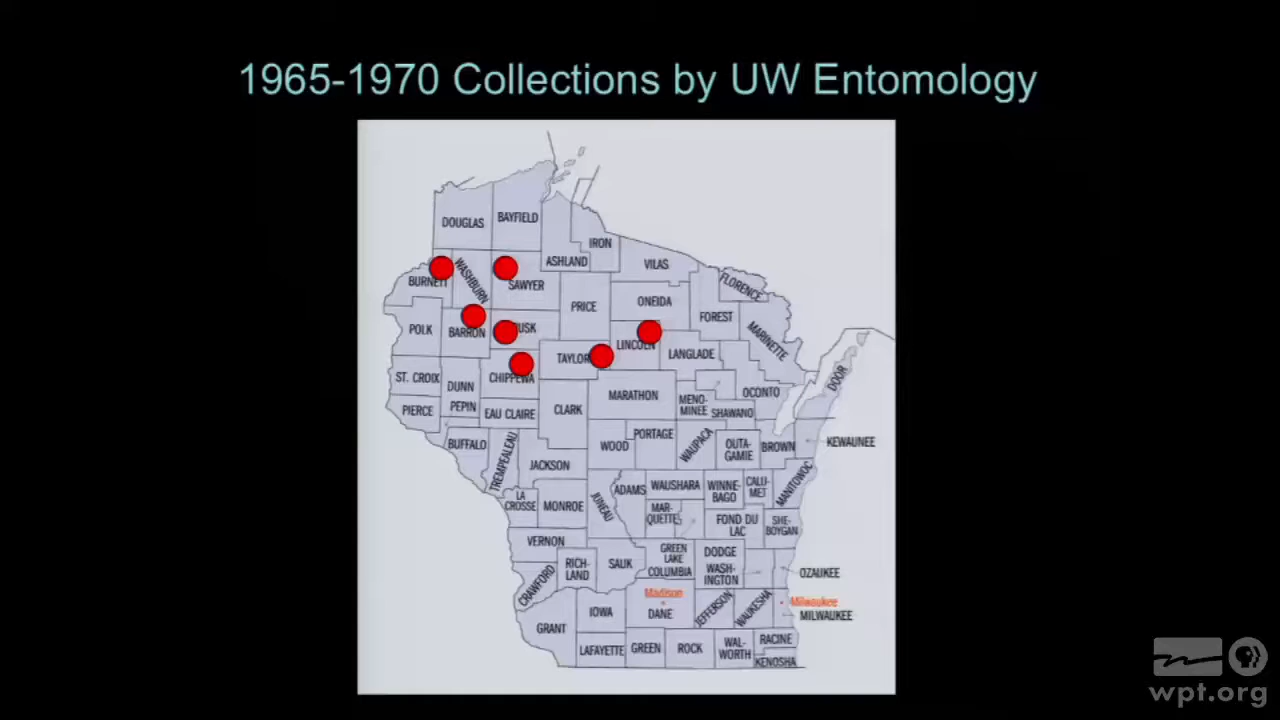 1965-1970 Collections by UW Entomology
DOUGLAS
BAYFIELD
IRON
ASHLAND
VILAS
BURNETT
WASHBURN
SAWYER
FLORENCE
PRICE
ONEIDA
FOREST
POLK
BARRON
USK
MARINETTE
LINCOLN
TAYLOR
LANGLADE
ST. CROIX
DUNN
CHIPPEWA
DOOR
OCONTO
MARATHON
PIERCE
PEPIN
EAU CLAIRE
CLARK
MENO-
MINEE
SHAWANO
BUFFALO
TREMPEALEAU
WOOD
PORTAGE
WAUPACA
OUTA-
GAMIE
BROWN
KEWAUNEE
JACKSON
LA
CROSSE
MONROE
JUNEAU
ADAMS
WAUSHARA
WINNE-
BAGO
CALU-
MET
MANITOWOC
MAR-
QUETTE
FOND DU
LAC
SHE-
BOYGAN
VERNON
RICH-
LAND
SAUK
GREEN
LAKE
COLUMBIA
DODGE
WASH-
INGTON
OZAUKEE
CRAWFORD
Madison
DANE
JEFFERSON
WAUKESHA
Milwaukee
MILWAUKEE
GRANT
IOWA
LAFAYETTE
GREEN
ROCK
WAL-
WORTH
RACINE
KENOSHA
wpt.org